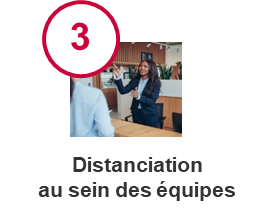 3
Distanciation
au sein des équipes